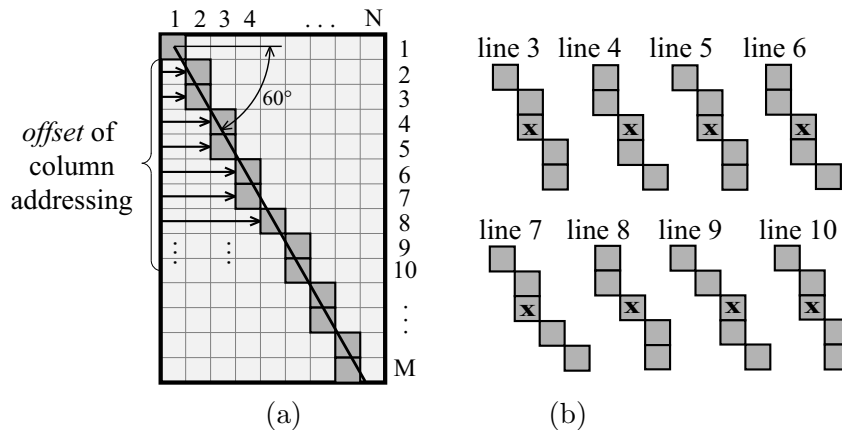 1 2 3 4 . . . N
1
2
3
4
5
6
7
8
9
10
⋮
M
60°
offset of
column
addressing
⋮ ⋮
(a)
line 3 line 4 line 5 line 6
x x x x
line 7 line 8 line 9 line 10
x x x x
(b)